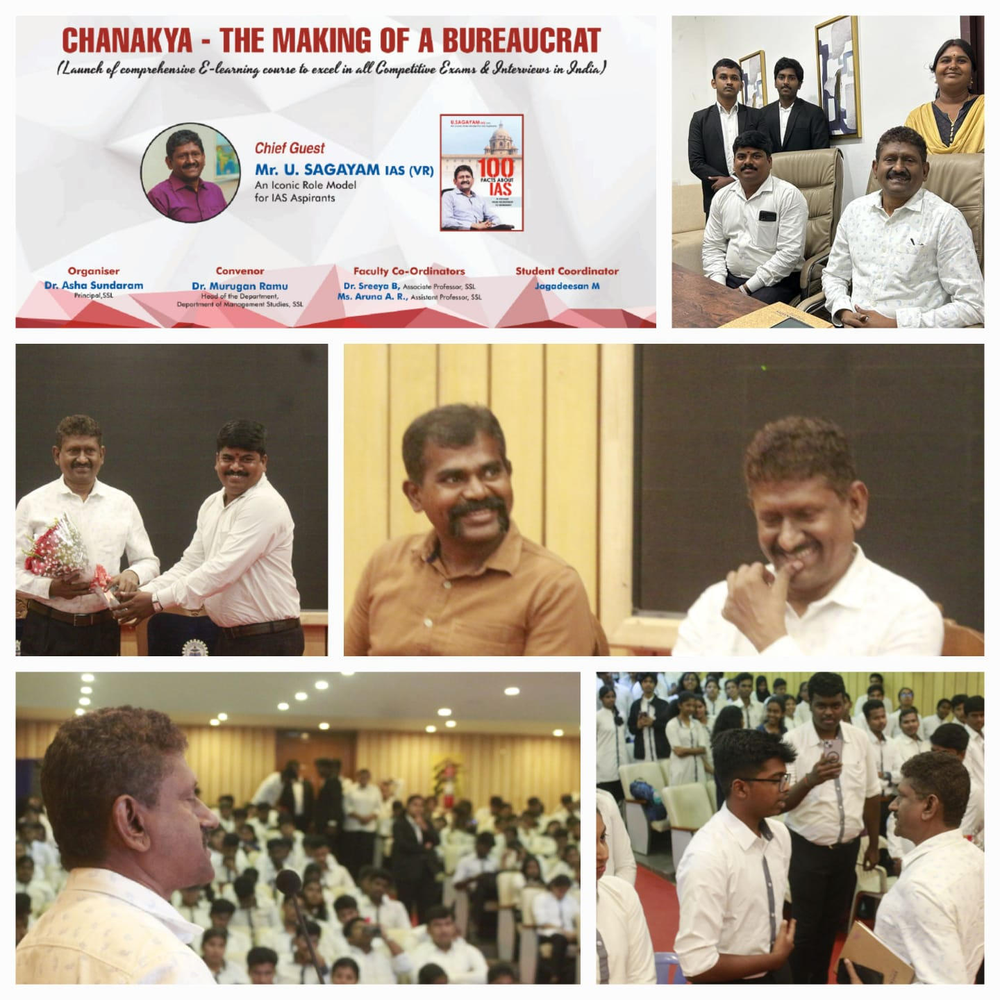 CHANAKYA - THE MAKING OF A BUREAUCRAT
(Launch of comprehensive E-learning course to excel in all Competitive Exams & Interviews in India)
Chief Guest
Mr. U. SAGAYAM IAS (VR)
An Iconic Role Model
for IAS Aspirants
U.SAGAYAM
100
FACTS ABOUT
IAS
Organiser
Dr. Asha Sundaram
Principal,SSL
Convenor
Dr. Murugan Ramu
Head of the Department,
Department of Management Studies, SSL
Faculty Co-Ordinators
Dr. Sreeya B, Associate Professor, SSL
Ms. Aruna A. R., Assistant Professor, SSL
Student Coordinator
Jagadeesan M